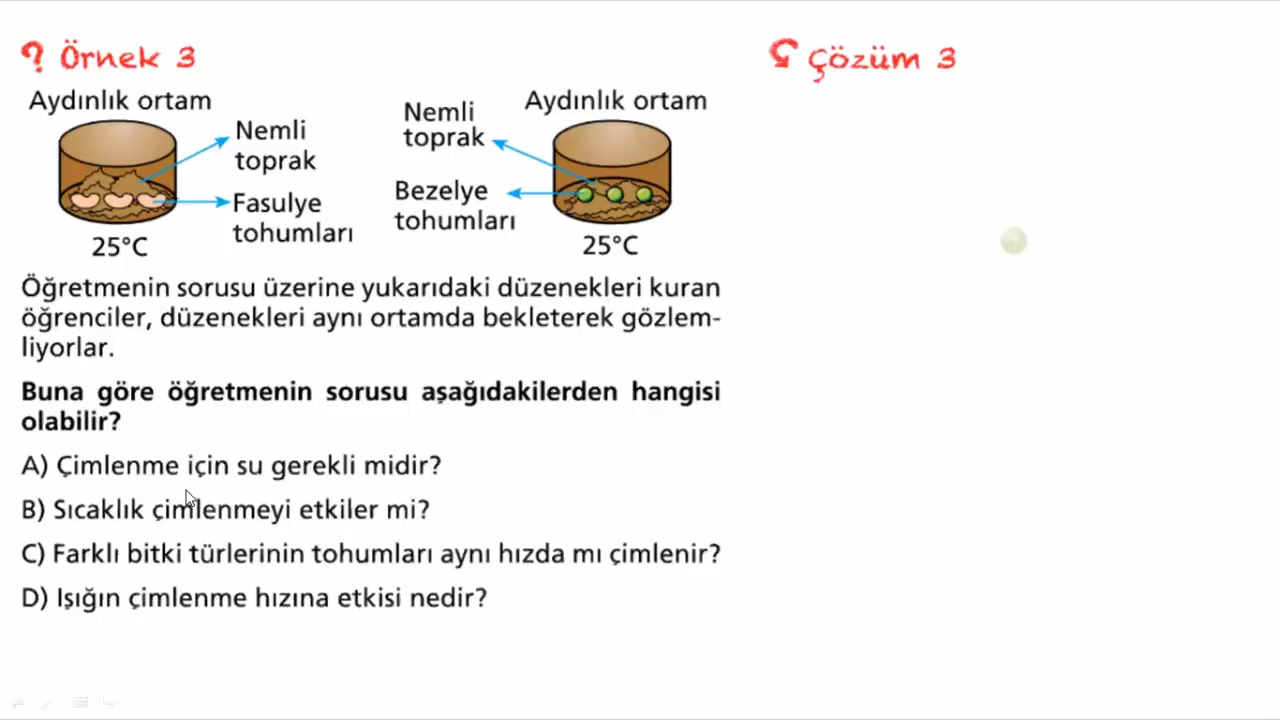 ? Örnek 3
Çözüm 3
Aydınlık ortam
Nemli
toprak
Fasulye
tohumları
25°C
Nemli
toprak
Bezelye
tohumları
Aydınlık ortam
25°C
Öğretmenin sorusu üzerine yukarıdaki düzenekleri kuran
öğrenciler, düzenekleri aynı ortamda bekleterek gözlem-
liyorlar.
Buna göre öğretmenin sorusu aşağıdakilerden hangisi
olabilir?
A) Çimlenme için su gerekli midir?
B) Sıcaklık çimlenmeyi etkiler mi?
C) Farklı bitki türlerinin tohumları aynı hızda mı çimlenir?
D) Işığın çimlenme hızına etkisi nedir?